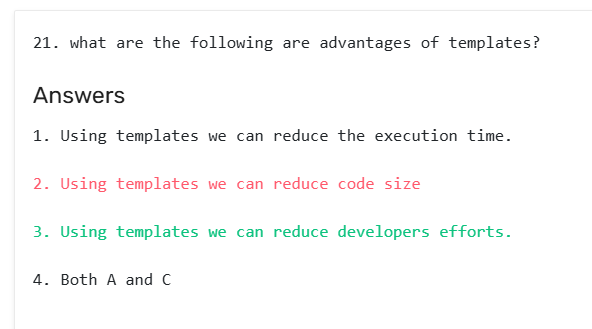 21. what are the following are advantages of templates?
Answers
1. Using templates we can reduce the execution time.
2. Using templates we can reduce code size
3. Using templates we can reduce developers efforts.
4. Both A and C